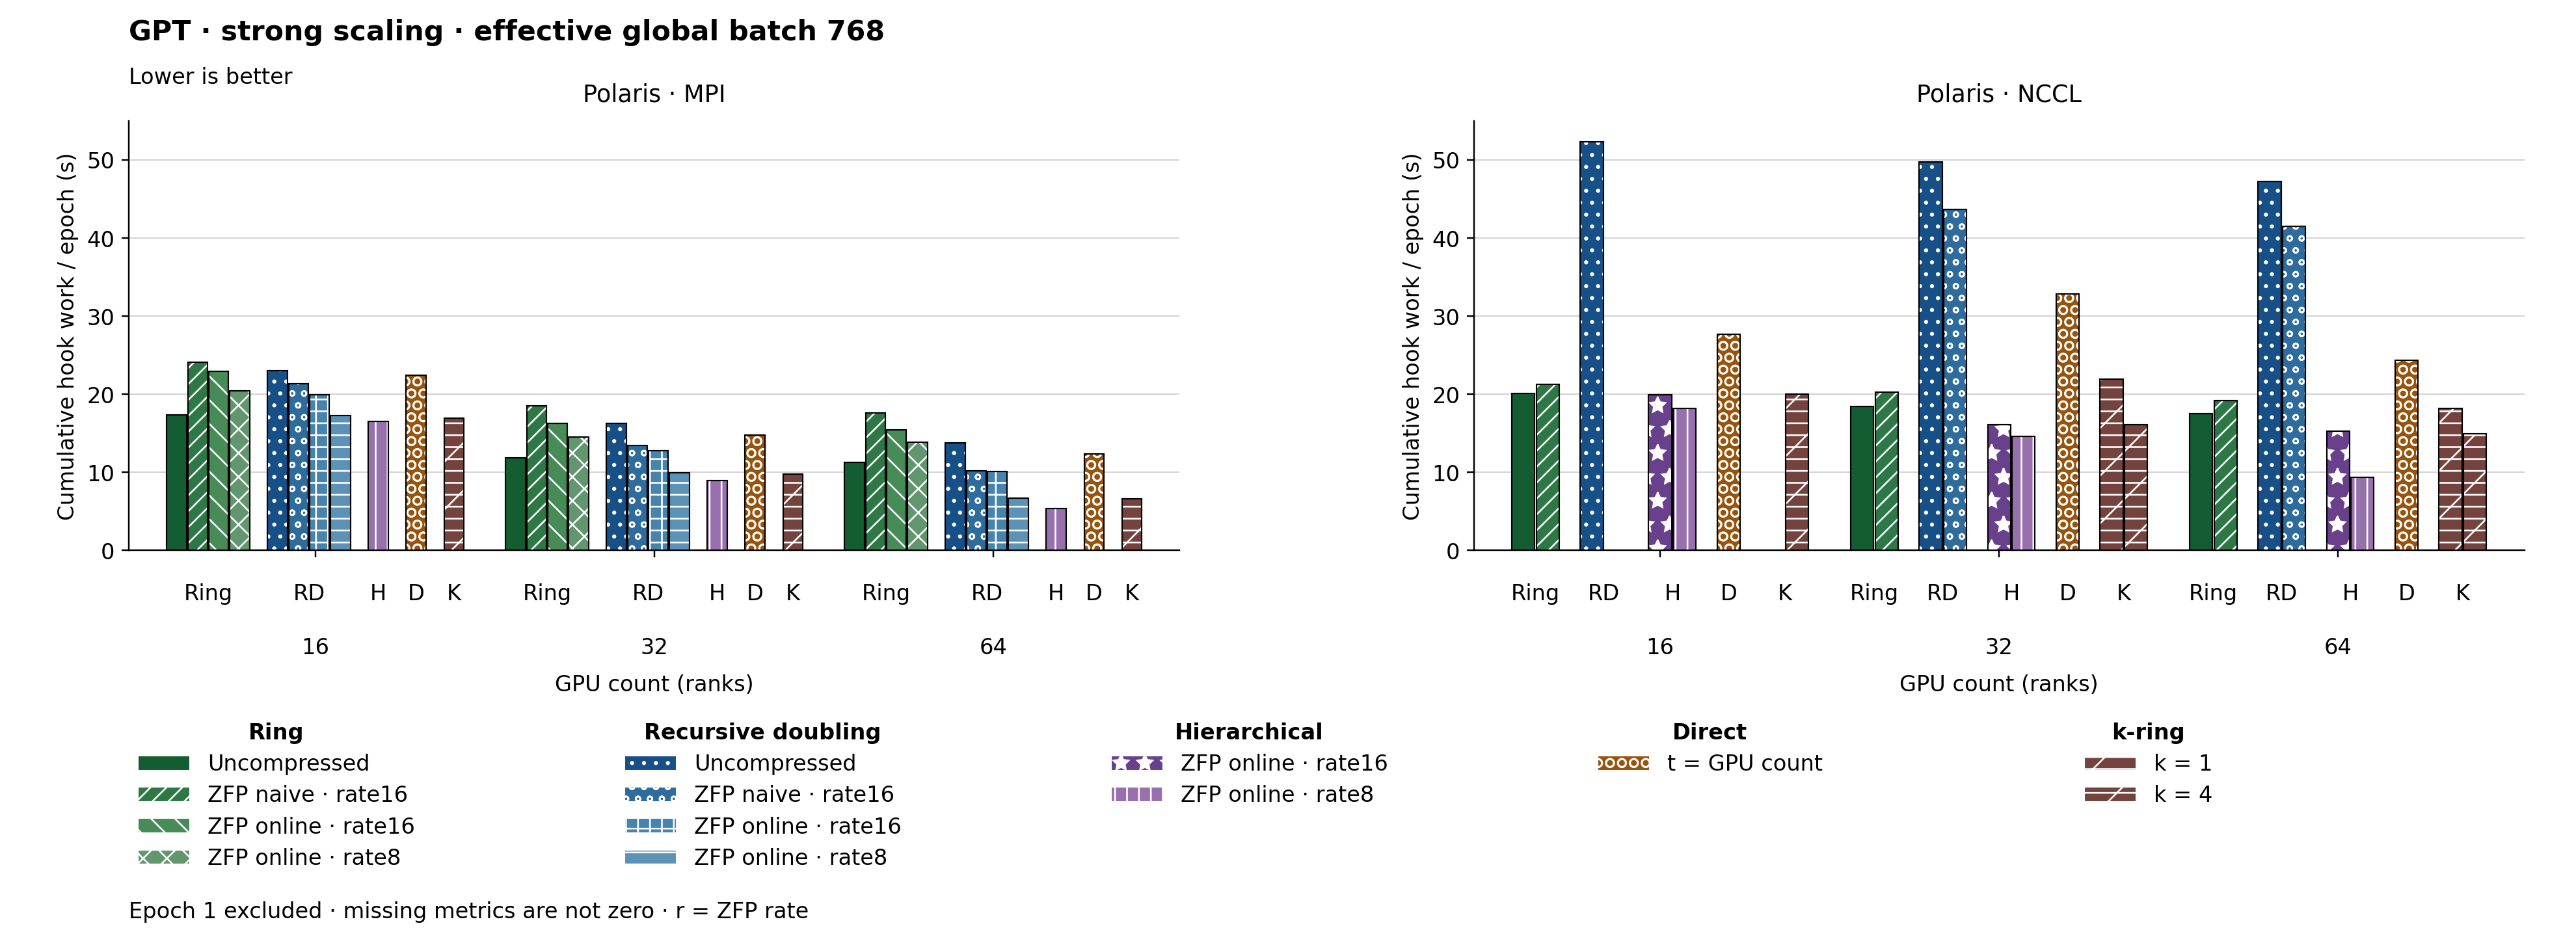 GPT · strong scaling · effective global batch 768
Lower is better
Polaris · MPI
Cumulative hook work / epoch (s)
50
40
30
20
10
0
Ring RD H D K Ring RD H D K Ring RD H D K
16 32 64
GPU count (ranks)
Polaris · NCCL
Cumulative hook work / epoch (s)
50
40
30
20
10
0
Ring RD H D K Ring RD H D K Ring RD H D K
16 32 64
GPU count (ranks)
Ring
Uncompressed
ZFP naive · rate16
ZFP online · rate16
ZFP online · rate8
Recursive doubling
Uncompressed
ZFP naive · rate16
ZFP online · rate16
ZFP online · rate8
Hierarchical
ZFP online · rate16
ZFP online · rate8
Direct
t = GPU count
k-ring
k = 1
k = 4
Epoch 1 excluded · missing metrics are not zero · r = ZFP rate